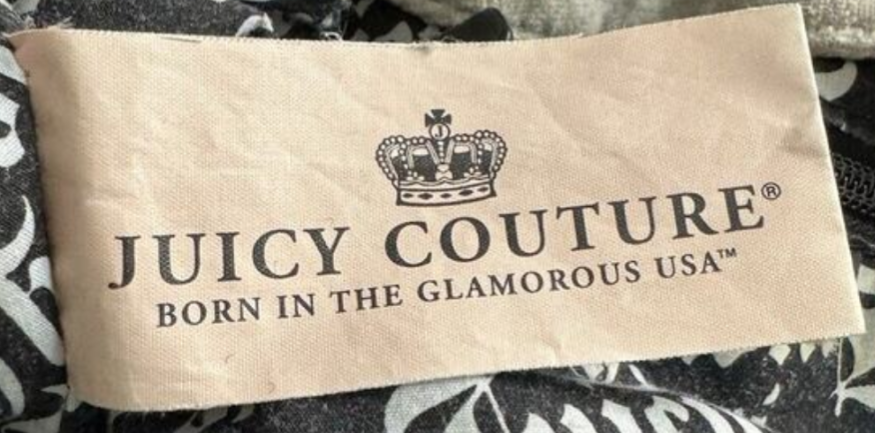 J
JUICY COUTURE®
BORN IN THE GLAMOROUS USA™